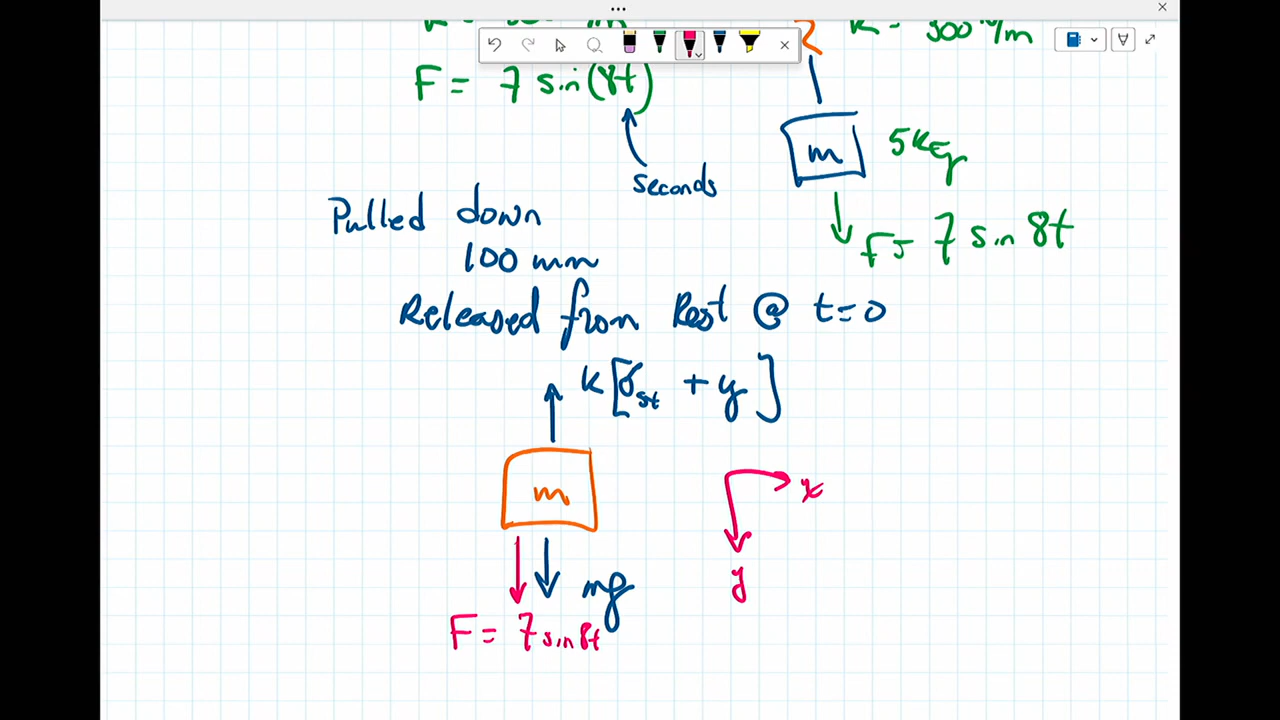 k = 300 N/m
F = 7 sin(8t)
m 5Kg
seconds
F = 7 sin 8t
Pulled down
100 mm
Released from Rest @ t=0
k[δst + y]
m
x
mg
y
F = 7 sin 8t